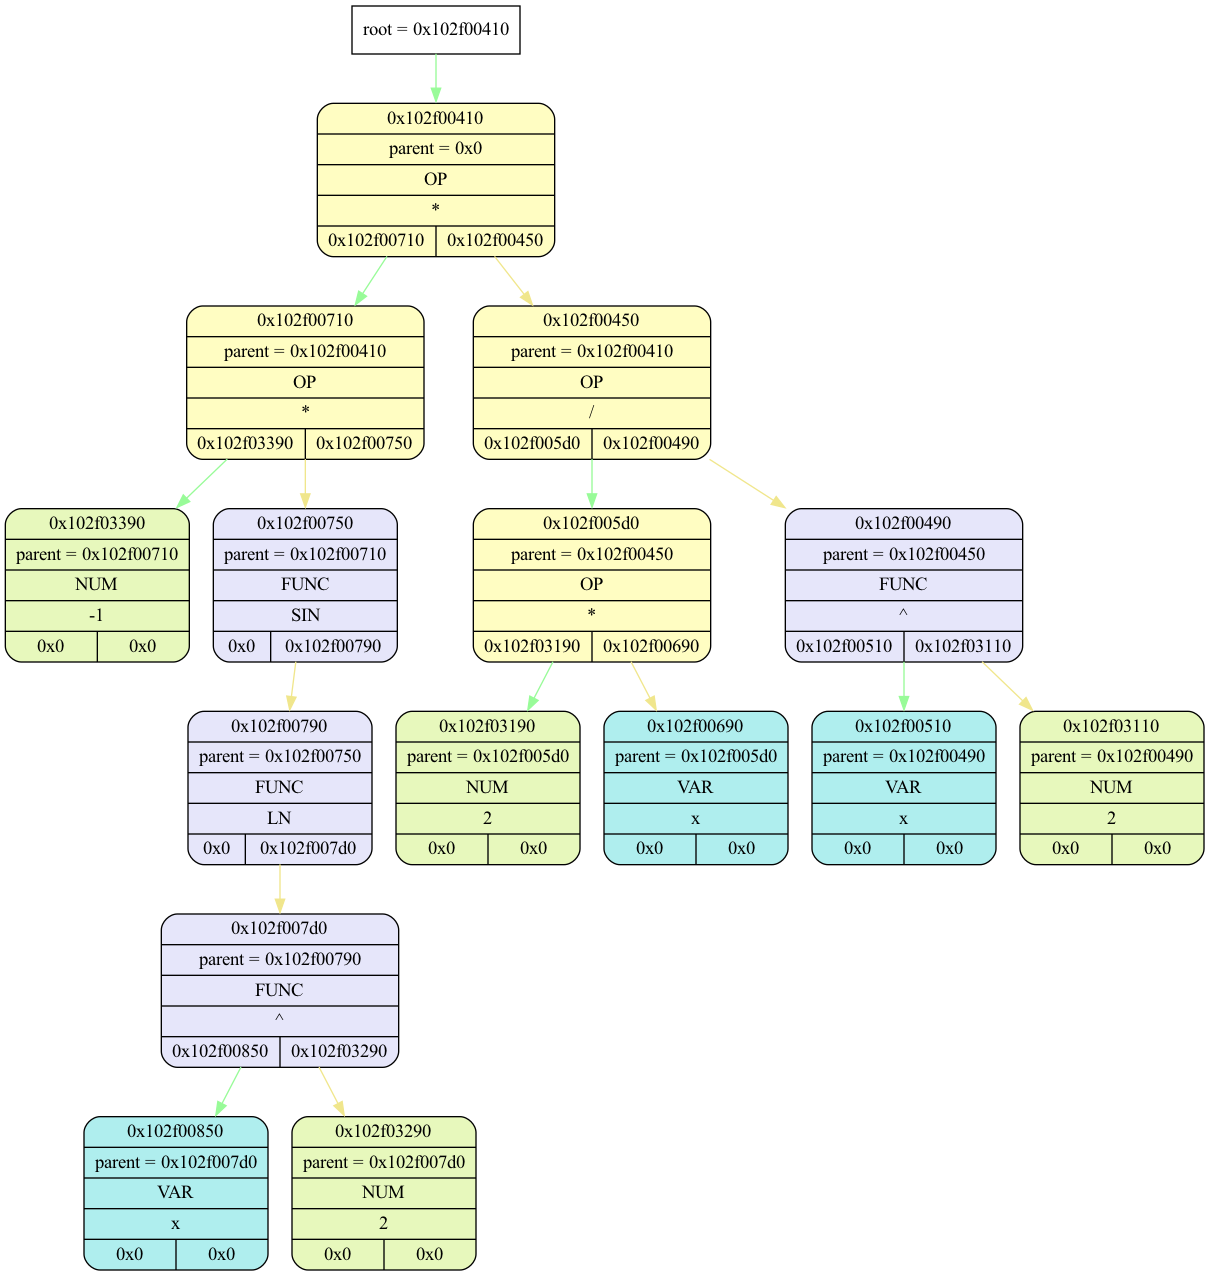 root = 0x102f00410
0x102f00410
parent = 0x0
OP
*
0x102f00710 0x102f00450
0x102f00710
parent = 0x102f00410
OP
*
0x102f03390 0x102f00750
0x102f00450
parent = 0x102f00410
OP
/
0x102f005d0 0x102f00490
0x102f03390
parent = 0x102f00710
NUM
-1
0x0 0x0
0x102f00750
parent = 0x102f00710
FUNC
SIN
0x0 0x102f00790
0x102f005d0
parent = 0x102f00450
OP
*
0x102f03190 0x102f00690
0x102f00490
parent = 0x102f00450
FUNC
^
0x102f00510 0x102f03110
0x102f00790
parent = 0x102f00750
FUNC
LN
0x0 0x102f007d0
0x102f03190
parent = 0x102f005d0
NUM
2
0x0 0x0
0x102f00690
parent = 0x102f005d0
VAR
x
0x0 0x0
0x102f00510
parent = 0x102f00490
VAR
x
0x0 0x0
0x102f03110
parent = 0x102f00490
NUM
2
0x0 0x0
0x102f007d0
parent = 0x102f00790
FUNC
^
0x102f00850 0x102f03290
0x102f00850
parent = 0x102f007d0
VAR
x
0x0 0x0
0x102f03290
parent = 0x102f007d0
NUM
2
0x0 0x0